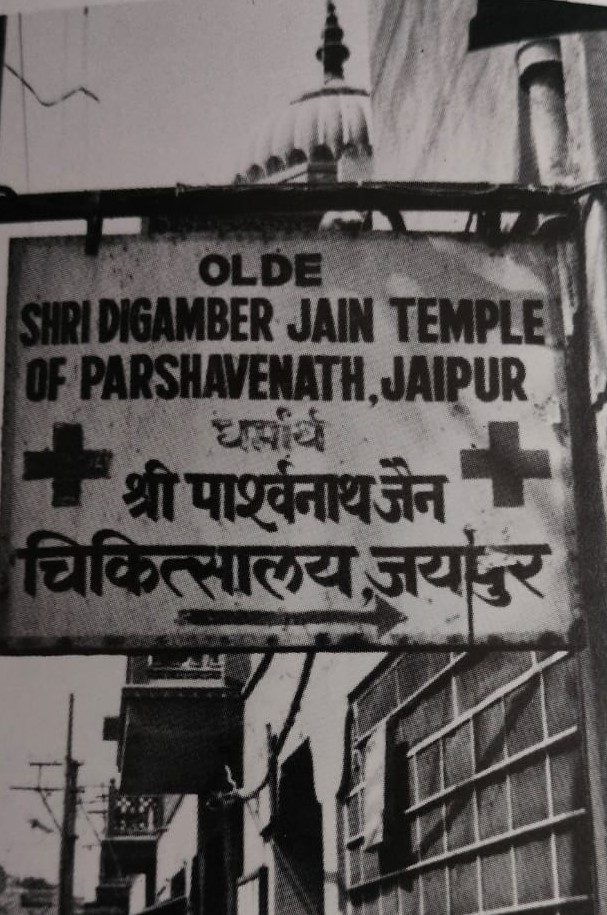 OLDE
SHRI DIGAMBER JAIN TEMPLE
OF PARSHAVENATH, JAIPUR
धर्मार्थ
श्री पार्श्वनाथ जैन
चिकित्सालय, जयपुर